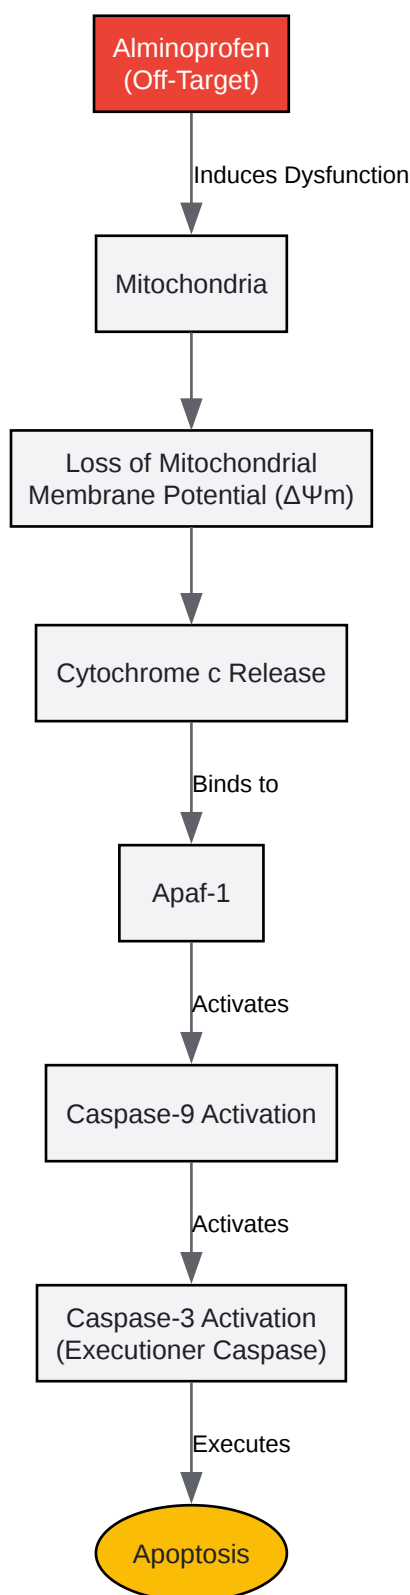 Alminoprofen
(Off-Target)
Induces Dysfunction
Mitochondria
Loss of Mitochondrial
Membrane Potential (ΔΨm)
Cytochrome c Release
Binds to
Apaf-1
Activates
Caspase-9 Activation
Activates
Caspase-3 Activation
(Executioner Caspase)
Executes
Apoptosis